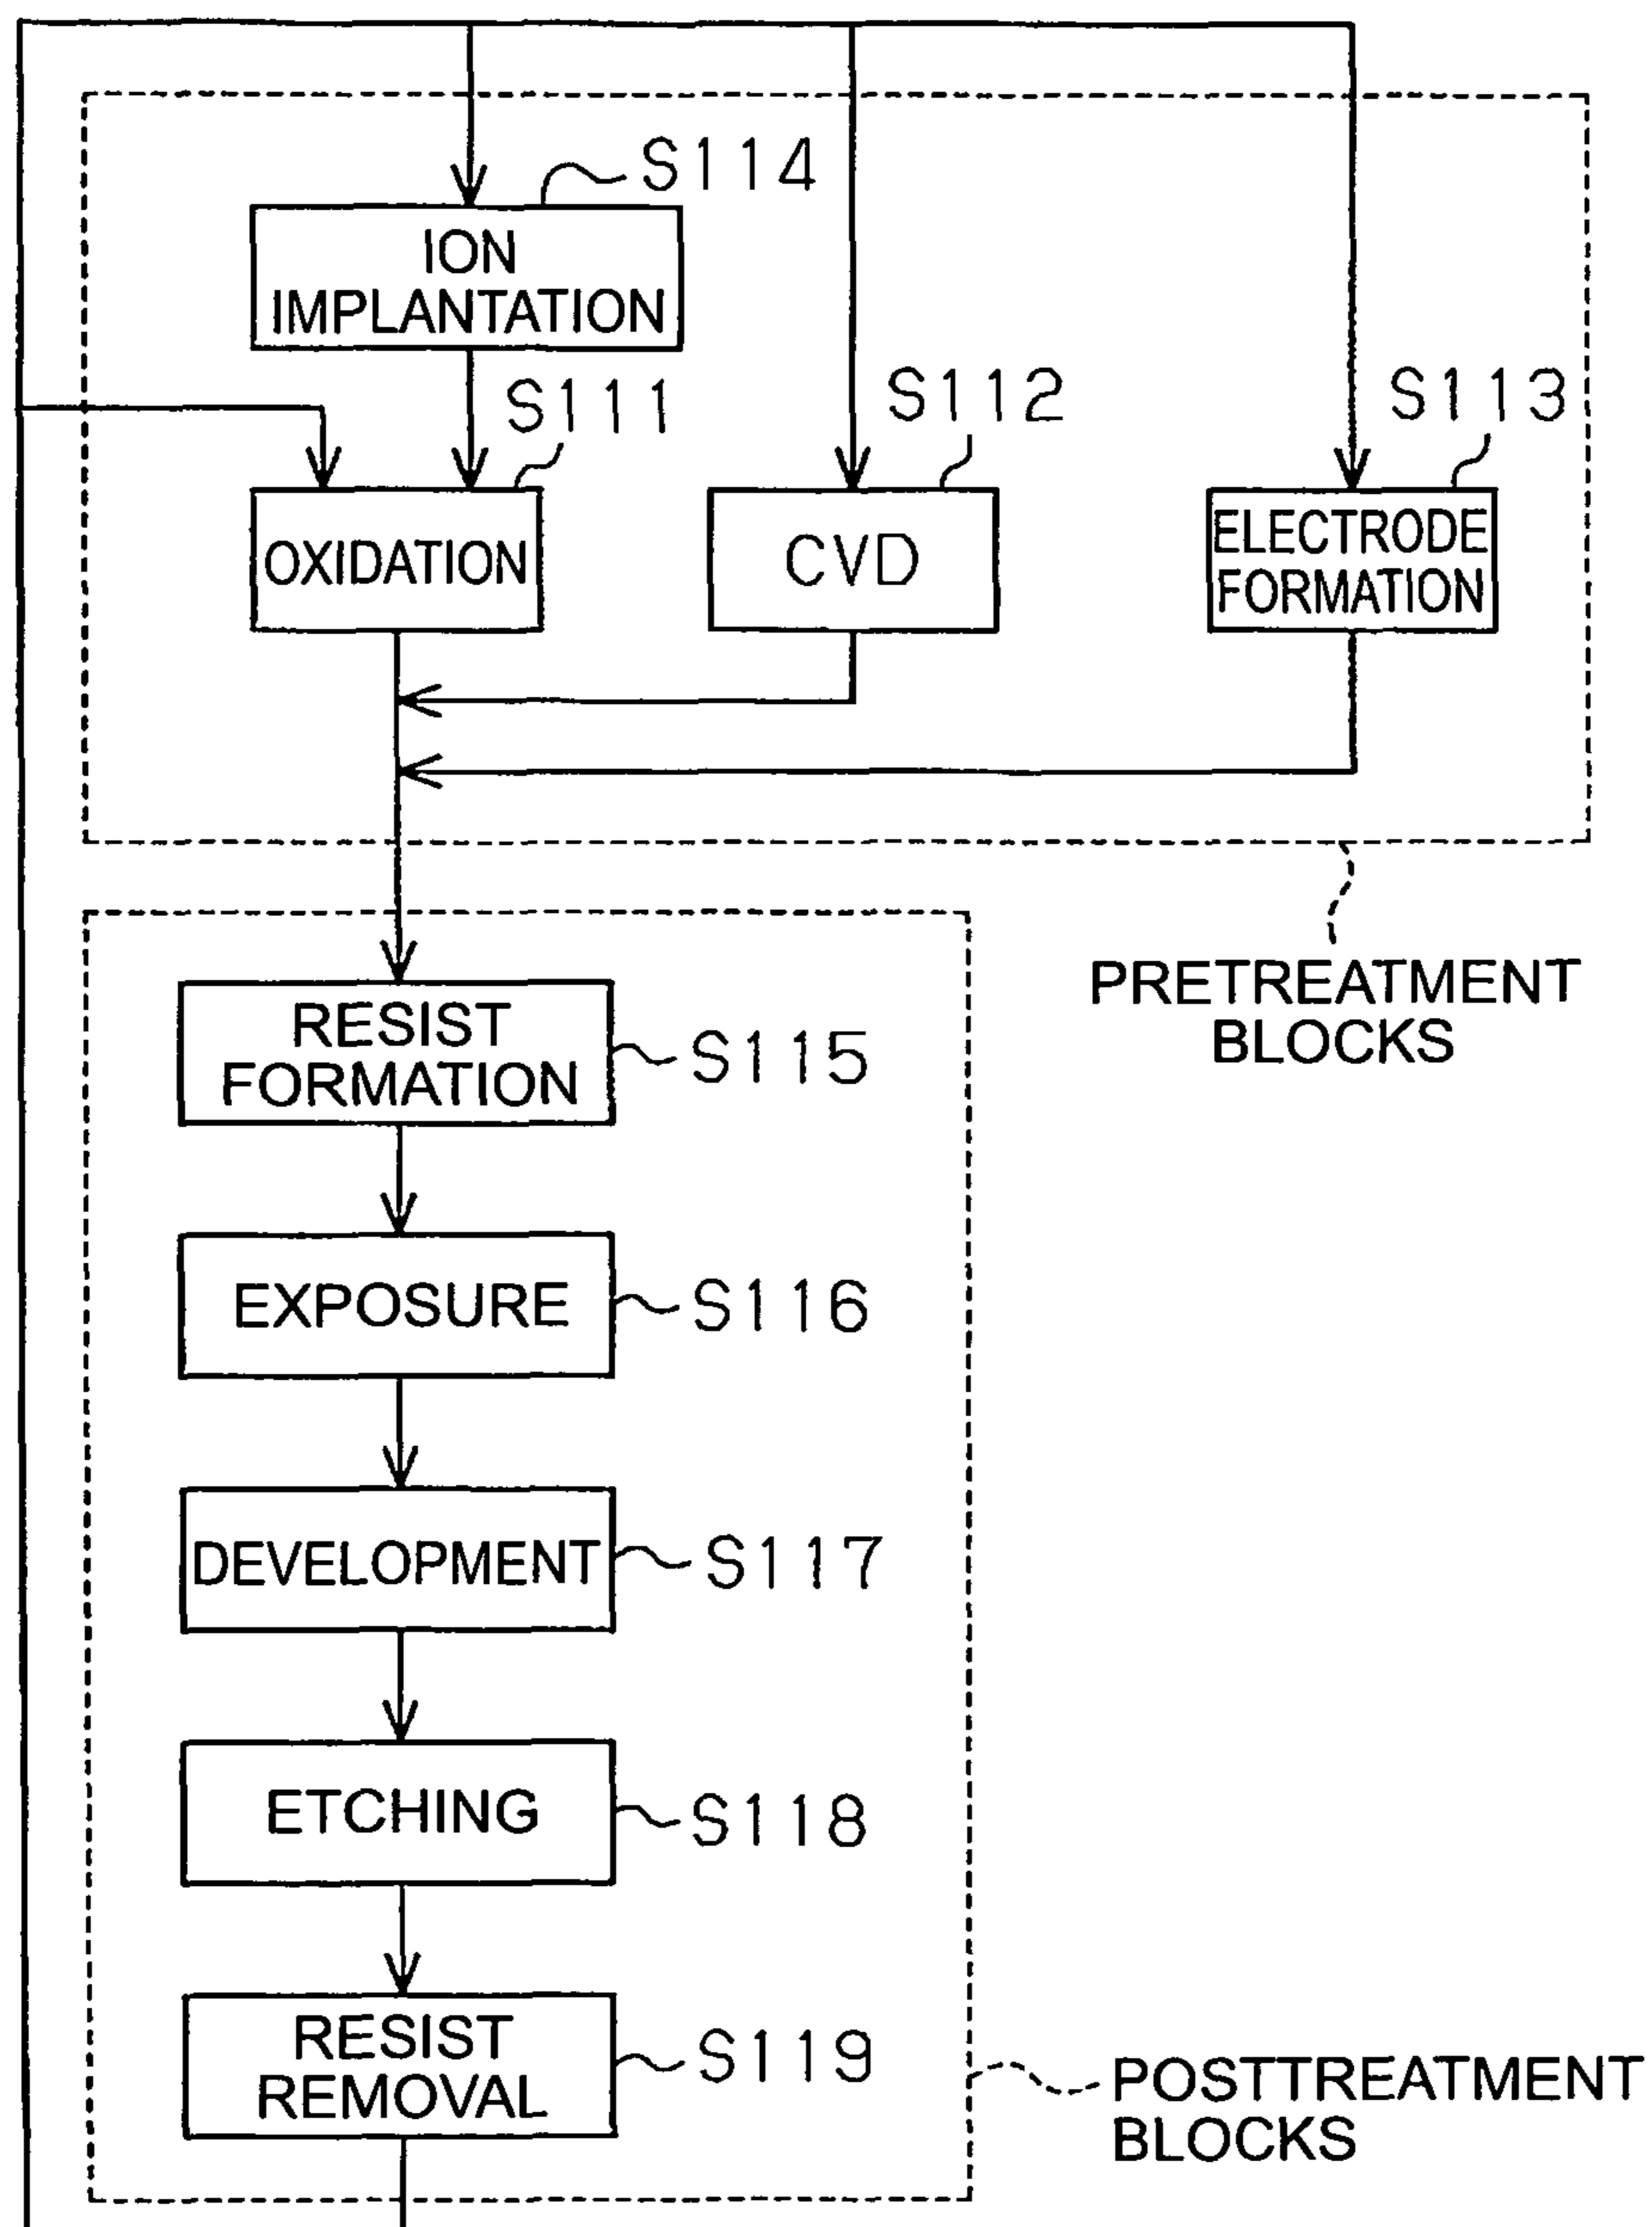 S114
ION
IMPLANTATION
S111
S112
S113
OXIDATION
CVD
ELECTRODE
FORMATION
PRETREATMENT
BLOCKS
RESIST
FORMATION
S115
EXPOSURE
S116
DEVELOPMENT
S117
ETCHING
S118
RESIST
REMOVAL
S119
POSTTREATMENT
BLOCKS